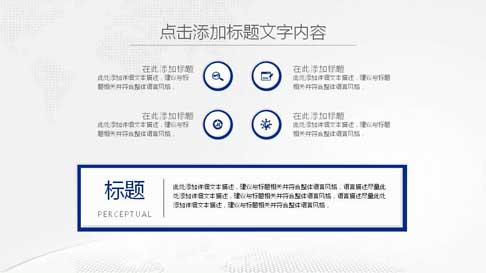 点击添加标题文字内容
在此添加标题
此处添加详细文本描述，建议与标
题相关并符合整体语言风格，
在此添加标题
此处添加详细文本描述，建议与标
题相关并符合整体语言风格，
在此添加标题
此处添加详细文本描述，建议与标
题相关并符合整体语言风格，
在此添加标题
此处添加详细文本描述，建议与标
题相关并符合整体语言风格，
标题
PERCEPTUAL
此处添加详细文本描述，建议与标题相关并符合整体语言风格，语言描述尽量此处
添加详细文本描述，建议与标题相关并符合整体语言风格，语言描述尽量此处
添加详细文本描述，建议与标题相关并符合整体语言风格，